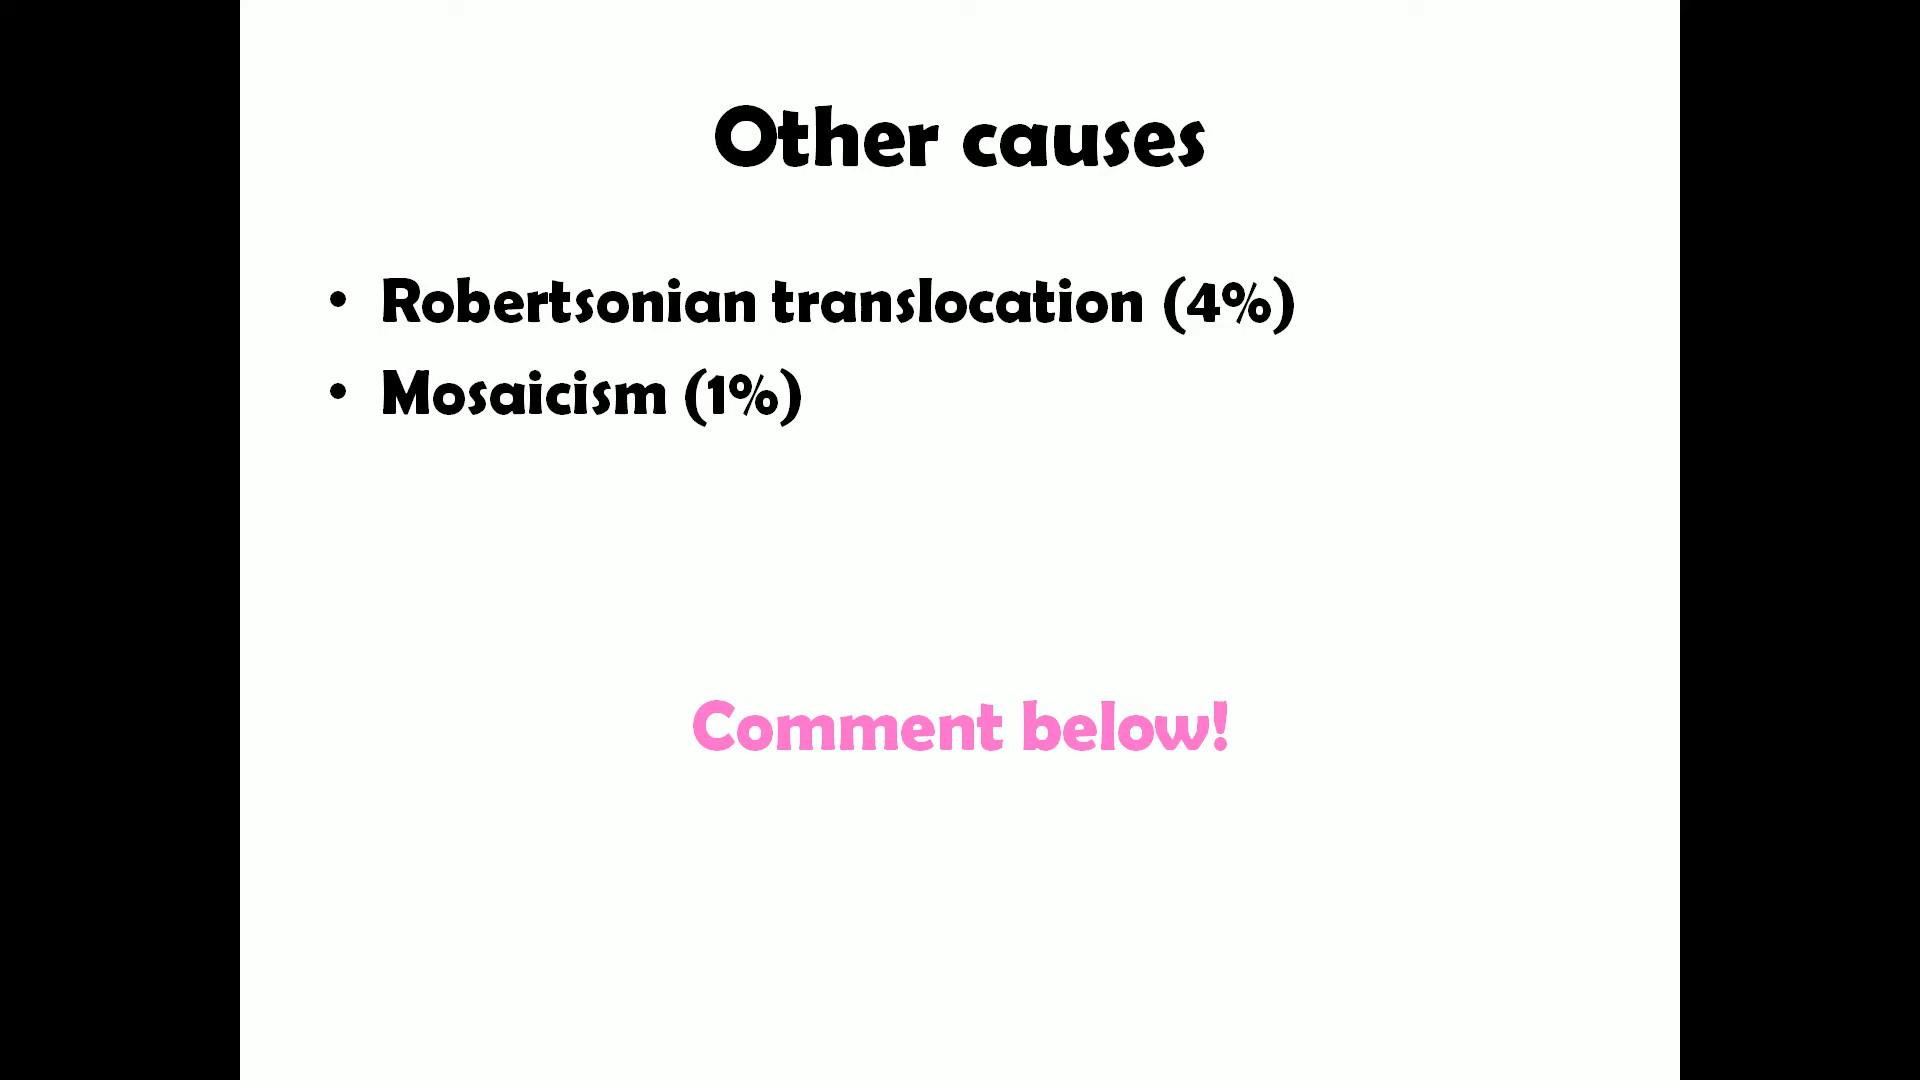 Other causes
• Robertsonian translocation (4%)
• Mosaicism (1%)
Comment below!